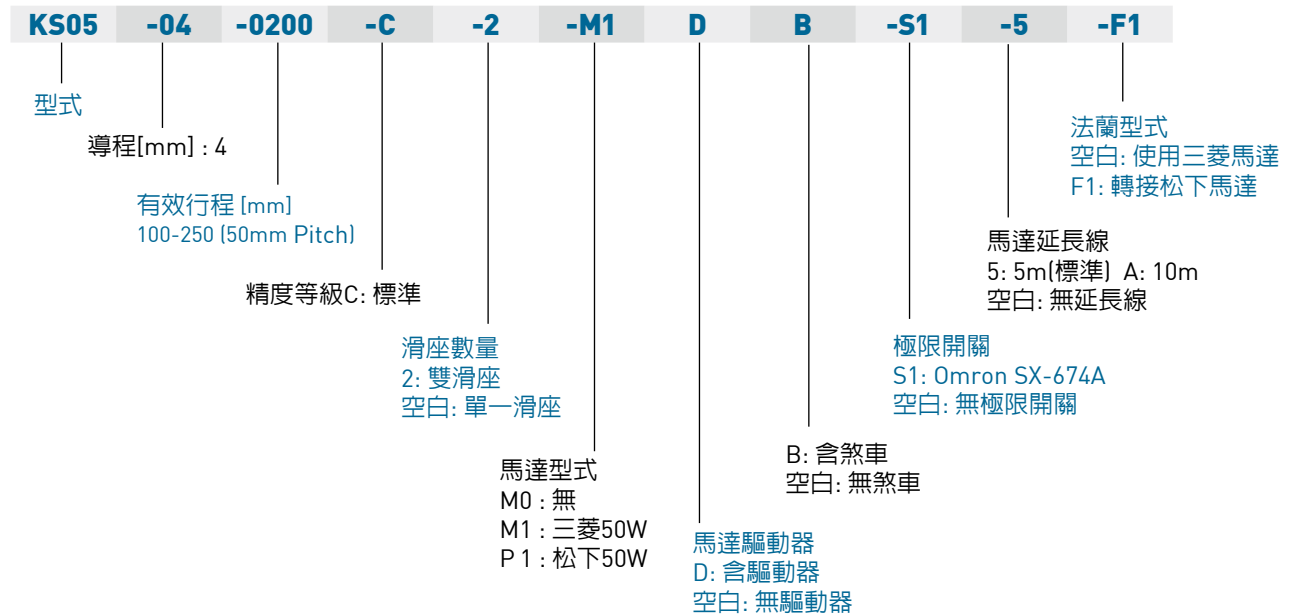 KS05 -04 -0200 -C -2 -M1 D B -S1 -5 -F1
型式
導程[mm] : 4
有效行程 [mm]
100-250 (50mm Pitch)
精度等級C: 標準
滑座數量
2: 雙滑座
空白: 單一滑座
馬達型式
M0 : 無
M1 : 三菱50W
P 1 : 松下50W
馬達驅動器
D: 含驅動器
空白: 無驅動器
B: 含煞車
空白: 無煞車
極限開關
S1: Omron SX-674A
空白: 無極限開關
馬達延長線
5: 5m(標準) A: 10m
空白: 無延長線
法蘭型式
空白: 使用三菱馬達
F1: 轉接松下馬達